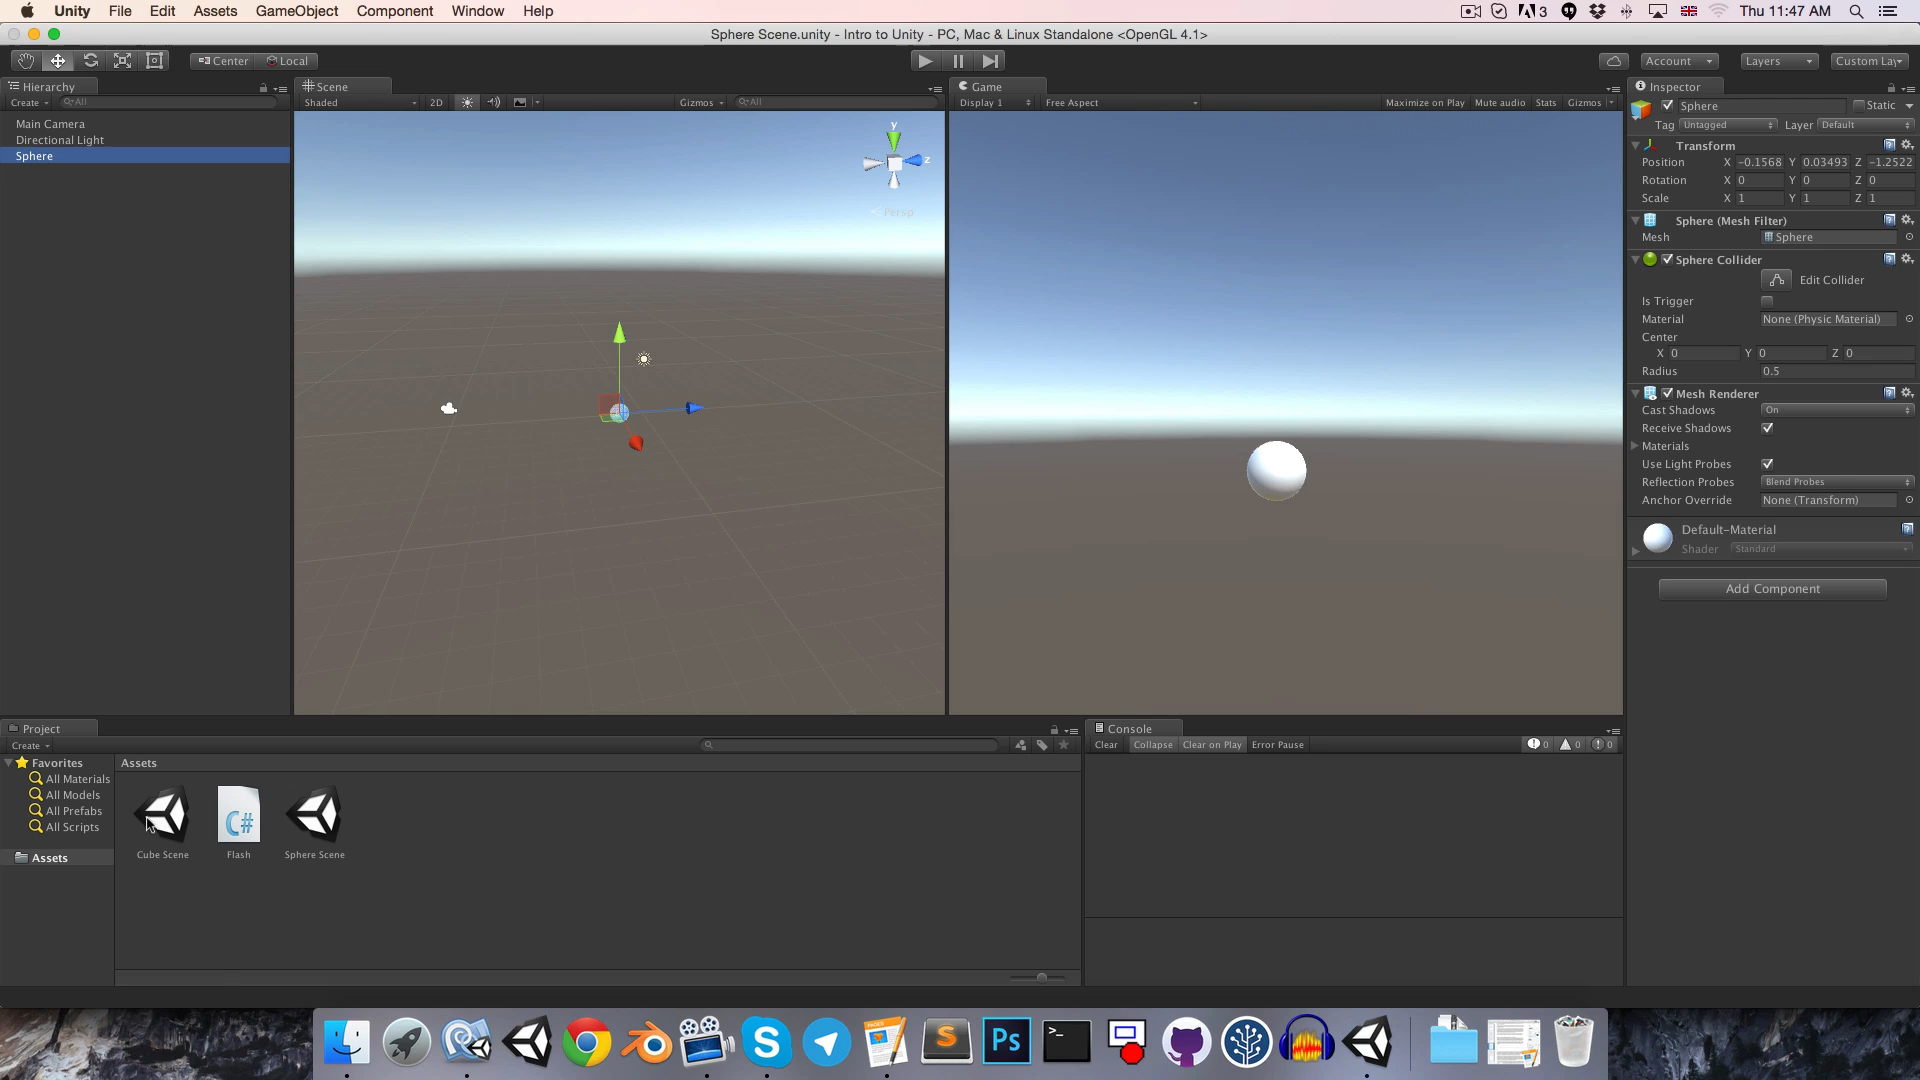 Unity File Edit Assets GameObject Component Window Help 3 Thu 11:47 AM
Sphere Scene.unity - Intro to Unity - PC, Mac & Linux Standalone <OpenGL 4.1>
Center Local Account Layers Custom Lay
Hierarchy
Create All
Main Camera
Directional Light
Sphere
Scene
Shaded 2D Gizmos All
y
z
< Persp
Game
Display 1 Free Aspect Maximize on Play Mute audio Stats Gizmos
Inspector
Sphere Static
Tag Untagged Layer Default
Transform
Position X -0.1568 Y 0.03493 Z -1.2522
Rotation X 0 Y 0 Z 0
Scale X 1 Y 1 Z 1
Sphere (Mesh Filter)
Mesh Sphere
Sphere Collider
Edit Collider
Is Trigger
Material None (Physic Material)
Center
X 0 Y 0 Z 0
Radius 0.5
Mesh Renderer
Cast Shadows On
Receive Shadows
Materials
Use Light Probes
Reflection Probes Blend Probes
Anchor Override None (Transform)
Default-Material
Shader Standard
Add Component
Project
Create
Favorites
All Materials
All Models
All Prefabs
All Scripts
Assets
Assets
C#
Cube Scene Flash Sphere Scene
Console
Clear Collapse Clear on Play Error Pause 0 0 0
S S Ps >_